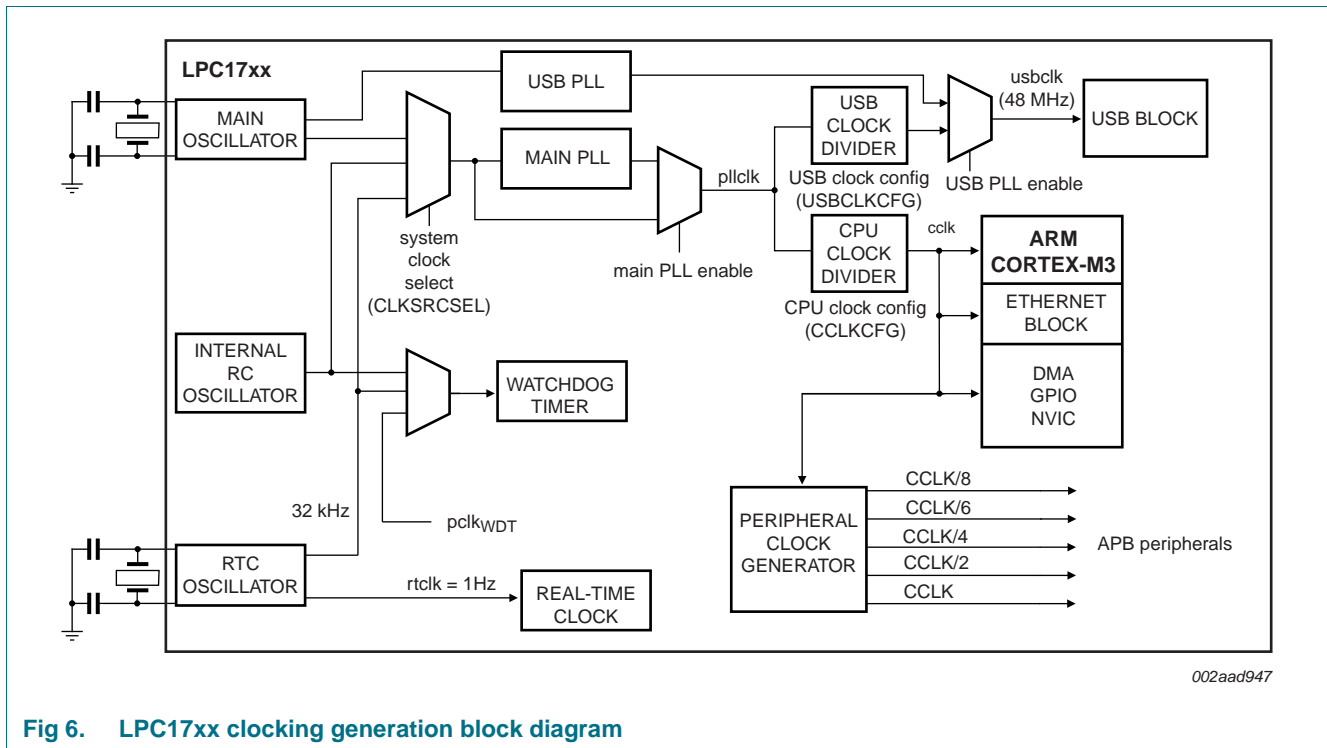 LPC17xx
MAIN
OSCILLATOR
USB PLL
MAIN PLL
system
clock
select
(CLKSRCSEL)
main PLL enable
pllclk
USB
CLOCK
DIVIDER
USB clock config
(USBCLKCFG)
USB PLL enable
usbclk
(48 MHz)
USB BLOCK
CPU
CLOCK
DIVIDER
CPU clock config
(CCLKCFG)
cclk
ARM
CORTEX-M3
ETHERNET
BLOCK
DMA
GPIO
NVIC
INTERNAL
RC
OSCILLATOR
WATCHDOG
TIMER
32 kHz
pclkWDT
RTC
OSCILLATOR
rtclk = 1Hz
REAL-TIME
CLOCK
PERIPHERAL
CLOCK
GENERATOR
CCLK/8
CCLK/6
CCLK/4
CCLK/2
CCLK
APB peripherals
002aad947
Fig 6. LPC17xx clocking generation block diagram